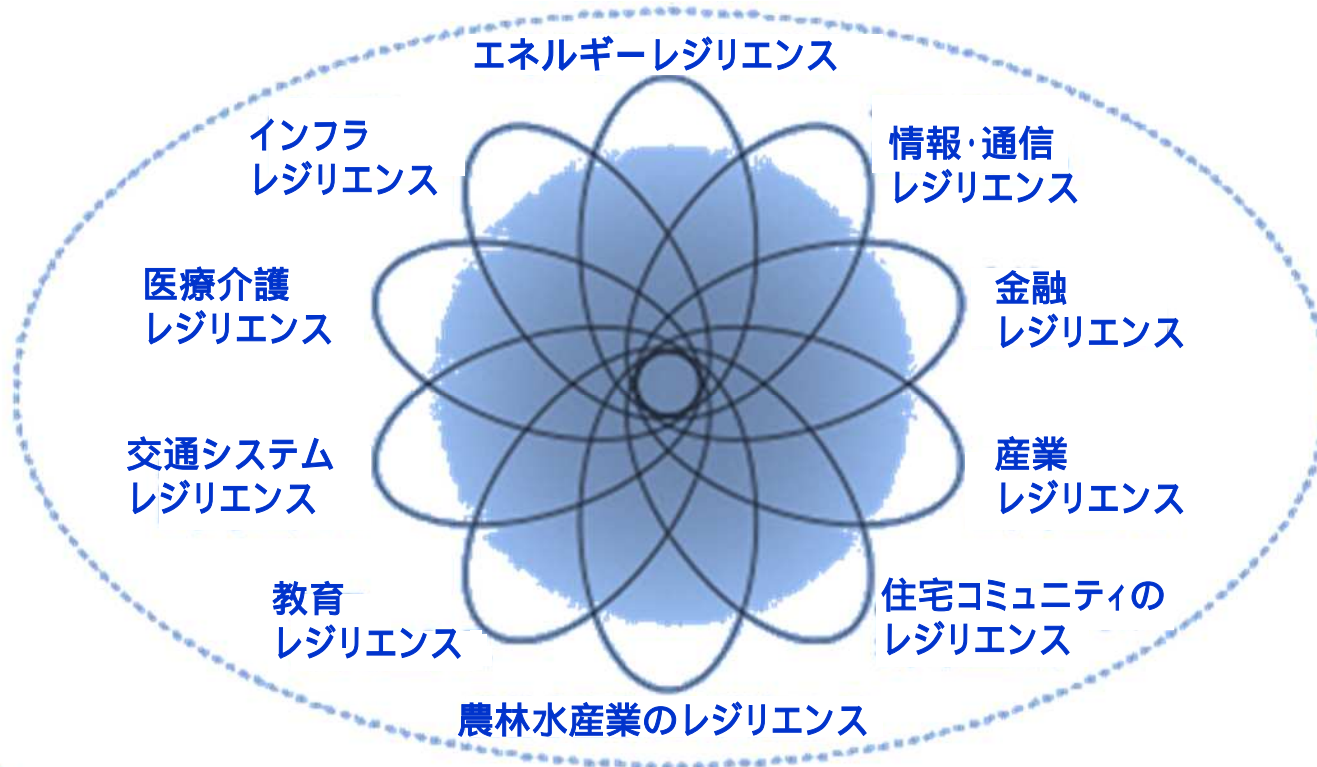 エネルギーレジリエンス
インフラ
レジリエンス
情報・通信
レジリエンス
医療介護
レジリエンス
金融
レジリエンス
交通システム
レジリエンス
産業
レジリエンス
教育
レジリエンス
住宅コミュニティの
レジリエンス
農林水産業のレジリエンス